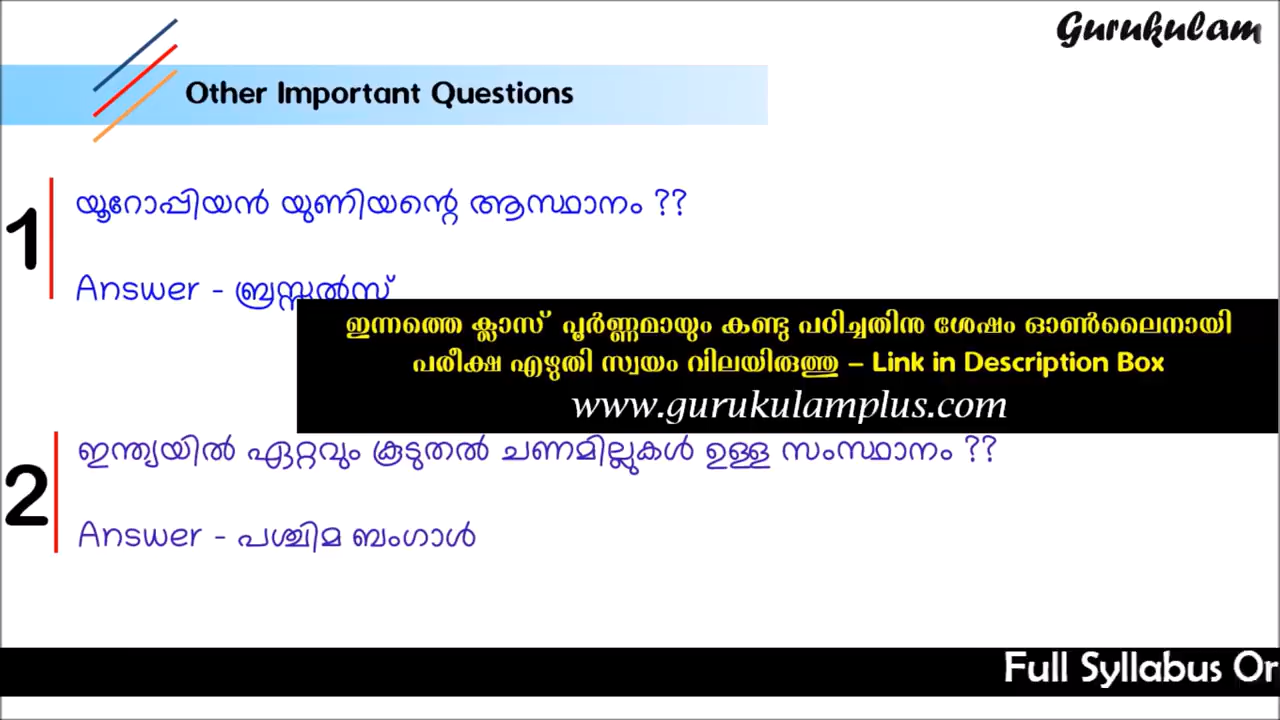 Gurukulam
Other Important Questions
1
യൂറോപ്പിയൻ യുണിയന്റെ ആസ്ഥാനം ??
Answer - ബ്രസ്സൽസ്
ഇന്നത്തെ ക്ലാസ് പൂർണ്ണമായും കണ്ടു പഠിച്ചതിനു ശേഷം ഓൺലൈനായി
പരീക്ഷ എഴുതി സ്വയം വിലയിരുത്തു – Link in Description Box
www.gurukulamplus.com
2
ഇന്ത്യയിൽ ഏറ്റവും കൂടുതൽ ചണമില്ലുകൾ ഉള്ള സംസ്ഥാനം ??
Answer - പശ്ചിമ ബംഗാൾ
Full Syllabus Or